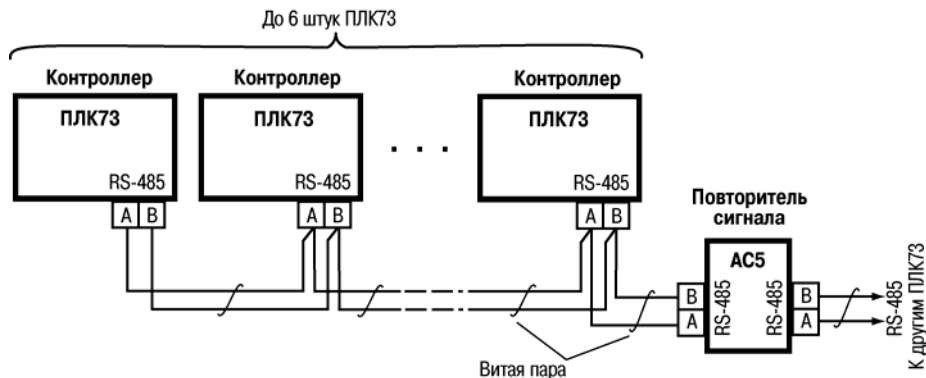 До 6 штук ПЛК73
Контроллер
Контроллер
Контроллер
ПЛК73
ПЛК73
ПЛК73
. . .
RS-485
RS-485
RS-485
A B
A B
A B
Повторитель
сигнала
АС5
B
A
RS-485
RS-485
B
A
RS-485
К другим ПЛК73
Витая пара